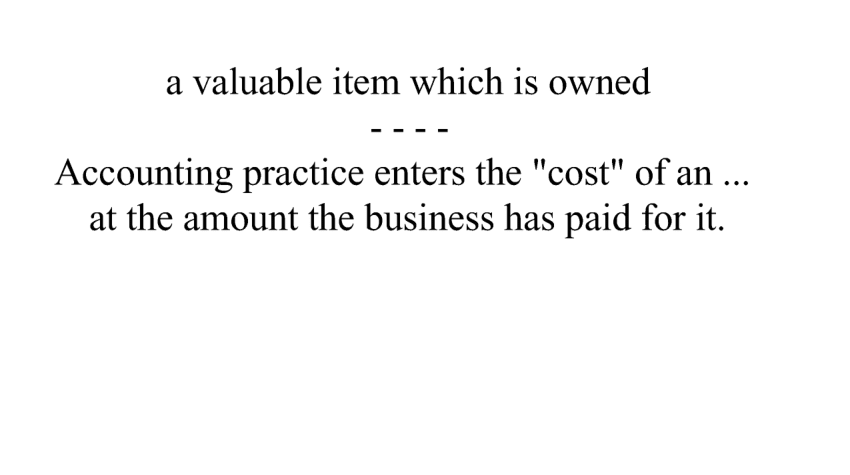 a valuable item which is owned
- - - -
Accounting practice enters the "cost" of an ...
at the amount the business has paid for it.